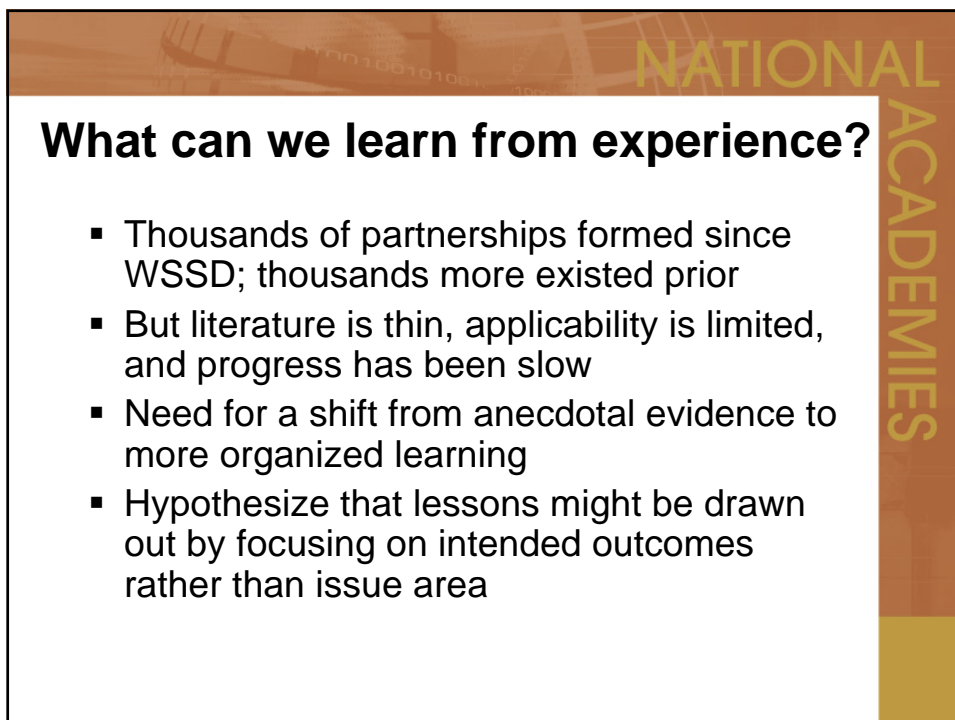 100101010011
NATIONAL
ACADEMIES
What can we learn from experience?
▪ Thousands of partnerships formed since
WSSD; thousands more existed prior
▪ But literature is thin, applicability is limited,
and progress has been slow
▪ Need for a shift from anecdotal evidence to
more organized learning
▪ Hypothesize that lessons might be drawn
out by focusing on intended outcomes
rather than issue area